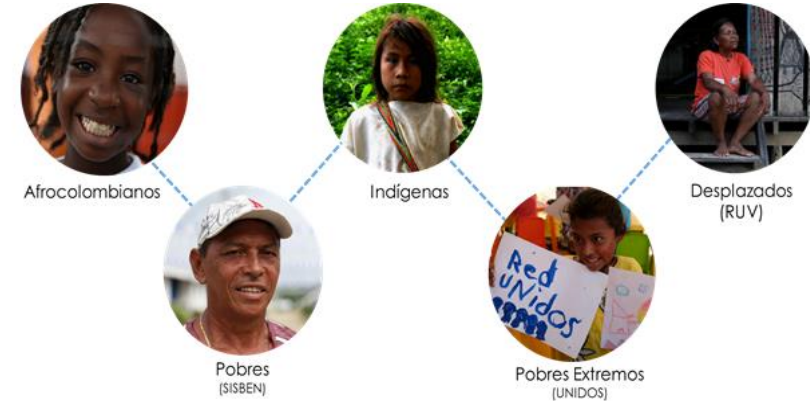 Afrocolombianos
Indígenas
Desplazados
(RUV)
Red
uNidos
Pobres
(SISBEN)
Pobres Extremos
(UNIDOS)